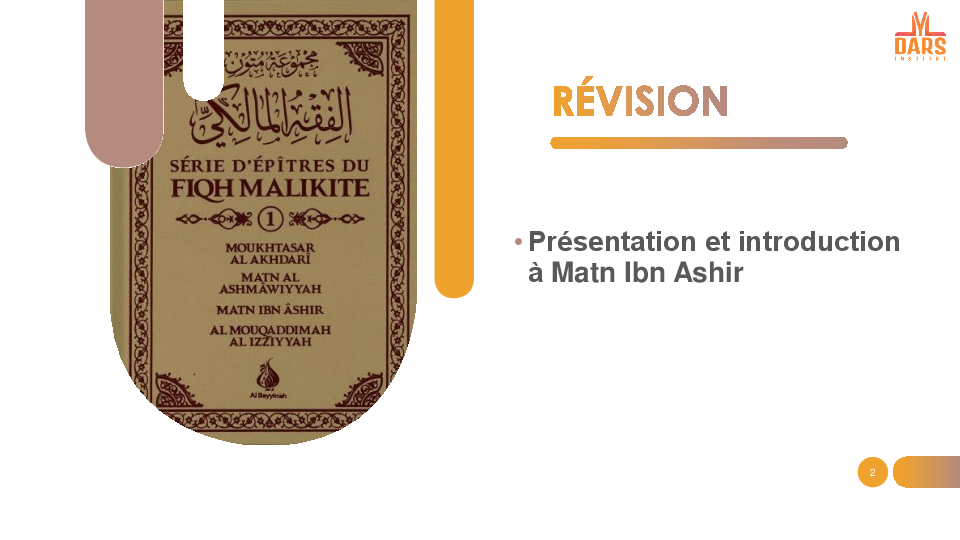 مجموعة متون
الفقه المالكي
SÉRIE D'ÉPÎTRES DU
FIQH MALIKITE
1
MOUKHTASAR
AL AKHDARÎ
MATN AL
ASHMÂWIYYAH
MATN IBN ÂSHIR
AL MOUQADDIMAH
AL IZZIYYAH
Al Bayyinah
M
DARS
INSTITUT
RÉVISION
• Présentation et introduction
à Matn Ibn Ashir
2